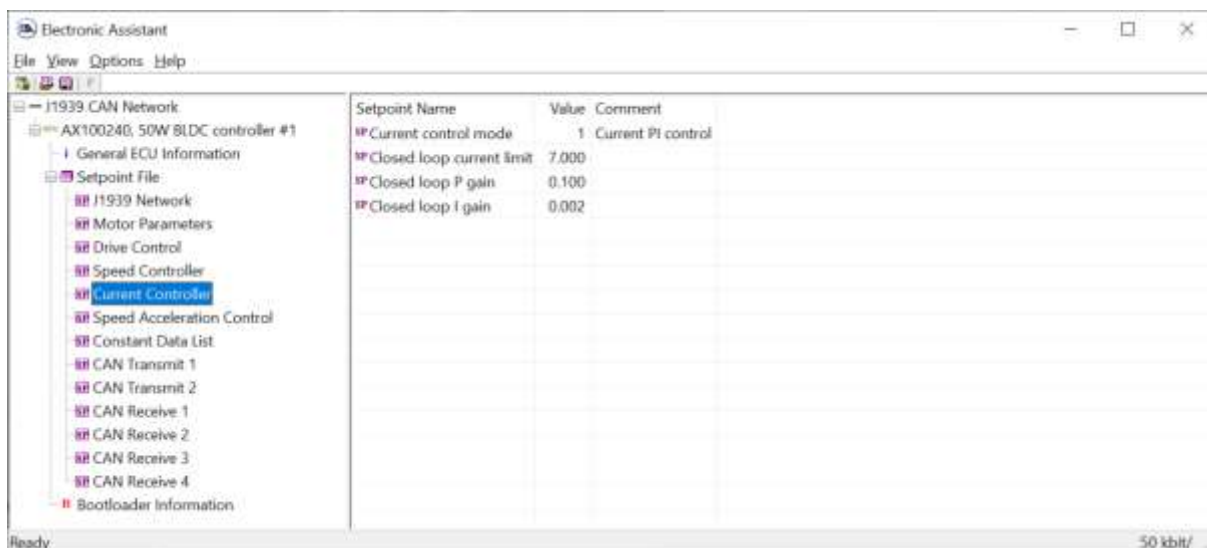 Electronic Assistant
File View Options Help
J1939 CAN Network
AX100240, 50W BLDC controller #1
General ECU Information
Setpoint File
J1939 Network
Motor Parameters
Drive Control
Speed Controller
Current Controller
Speed Acceleration Control
Constant Data List
CAN Transmit 1
CAN Transmit 2
CAN Receive 1
CAN Receive 2
CAN Receive 3
CAN Receive 4
Bootloader Information
Setpoint Name Value Comment
SP Current control mode 1 Current PI control
SP Closed loop current limit 7.000
SP Closed loop P gain 0.100
SP Closed loop I gain 0.002
Ready
50 kbit/